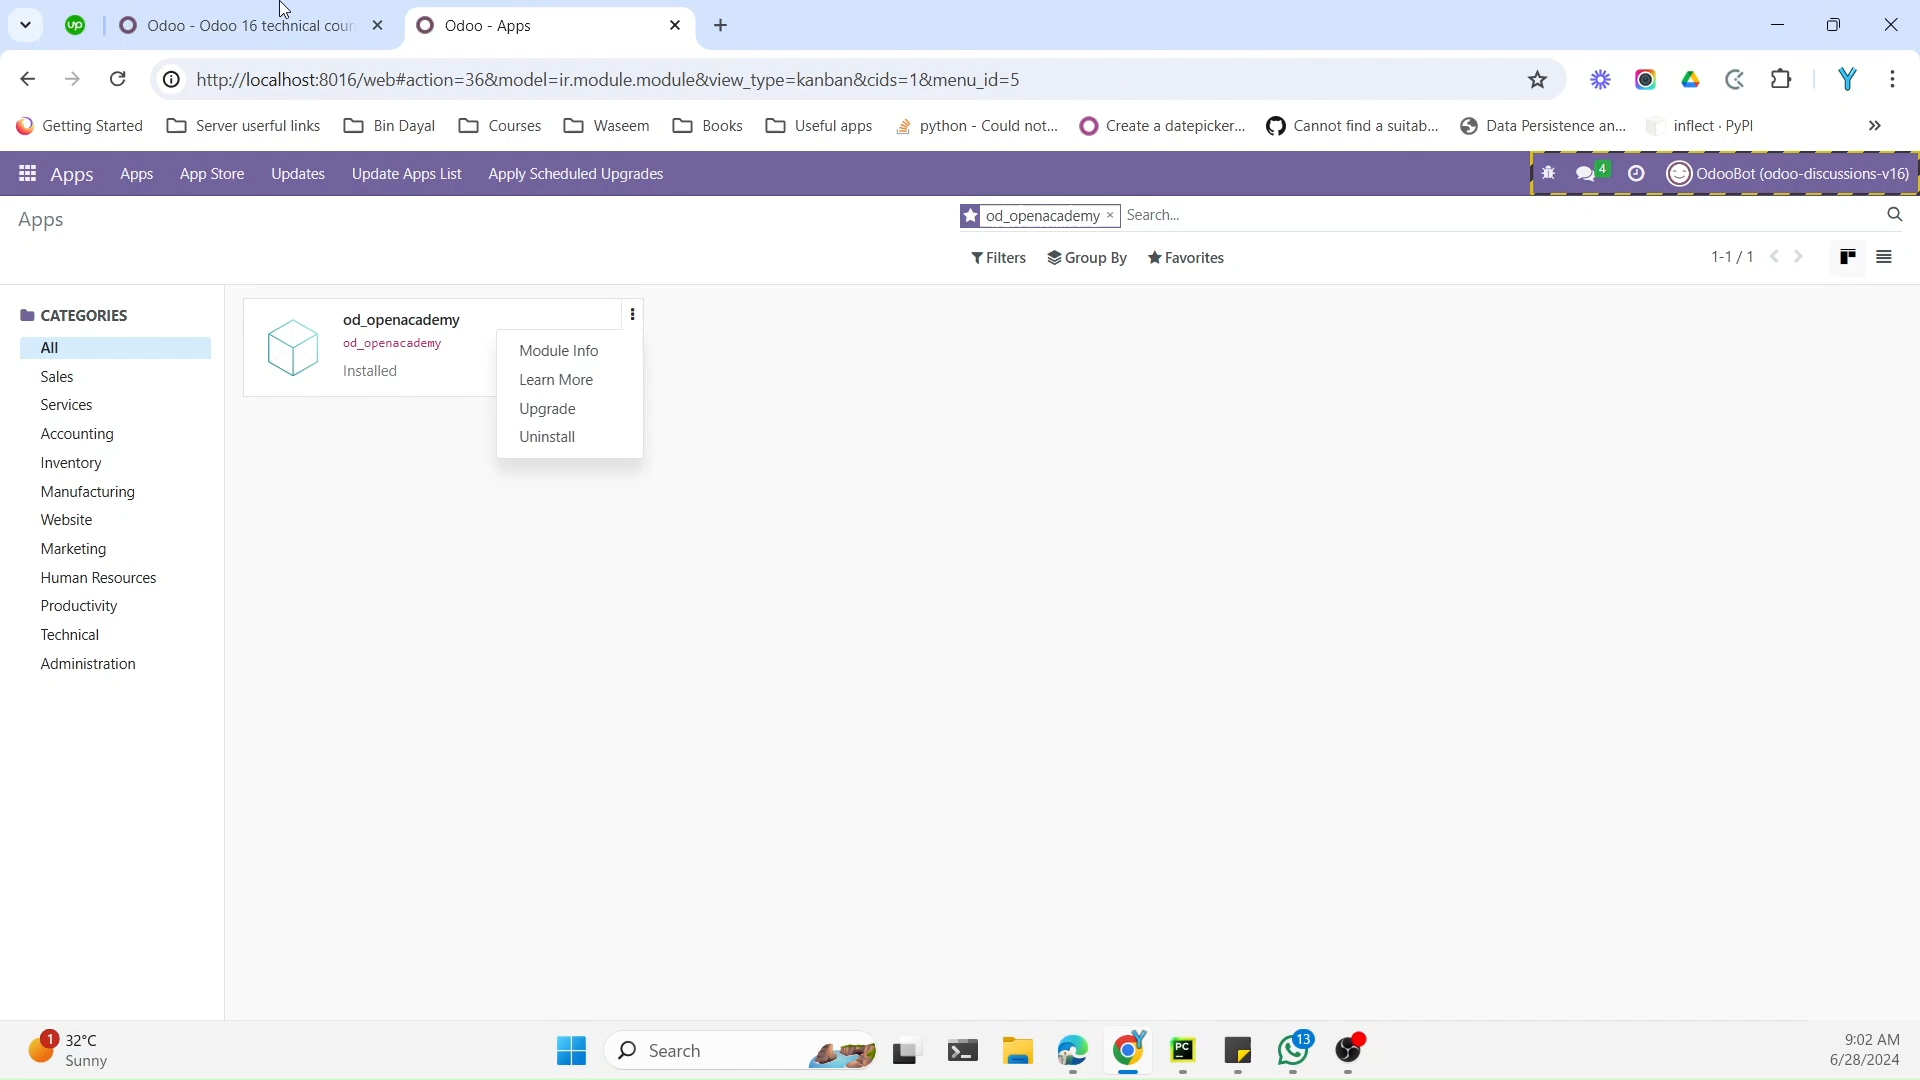 Odoo - Odoo 16 technical cour
Odoo - Apps
http://localhost:8016/web#action=36&model=ir.module.module&view_type=kanban&cids=1&menu_id=5
Getting Started
Server userful links
Bin Dayal
Courses
Waseem
Books
Useful apps
python - Could not...
Create a datepicker...
Cannot find a suitab...
Data Persistence an...
inflect · PyPI
Apps
Apps
App Store
Updates
Update Apps List
Apply Scheduled Upgrades
4
OdooBot (odoo-discussions-v16)
Apps
od_openacademy ×
Search...
Filters
Group By
Favorites
1-1 / 1
CATEGORIES
All
Sales
Services
Accounting
Inventory
Manufacturing
Website
Marketing
Human Resources
Productivity
Technical
Administration
od_openacademy
od_openacademy
Installed
Module Info
Learn More
Upgrade
Uninstall
1
32°C
Sunny
Search
PC
13
9:02 AM
6/28/2024